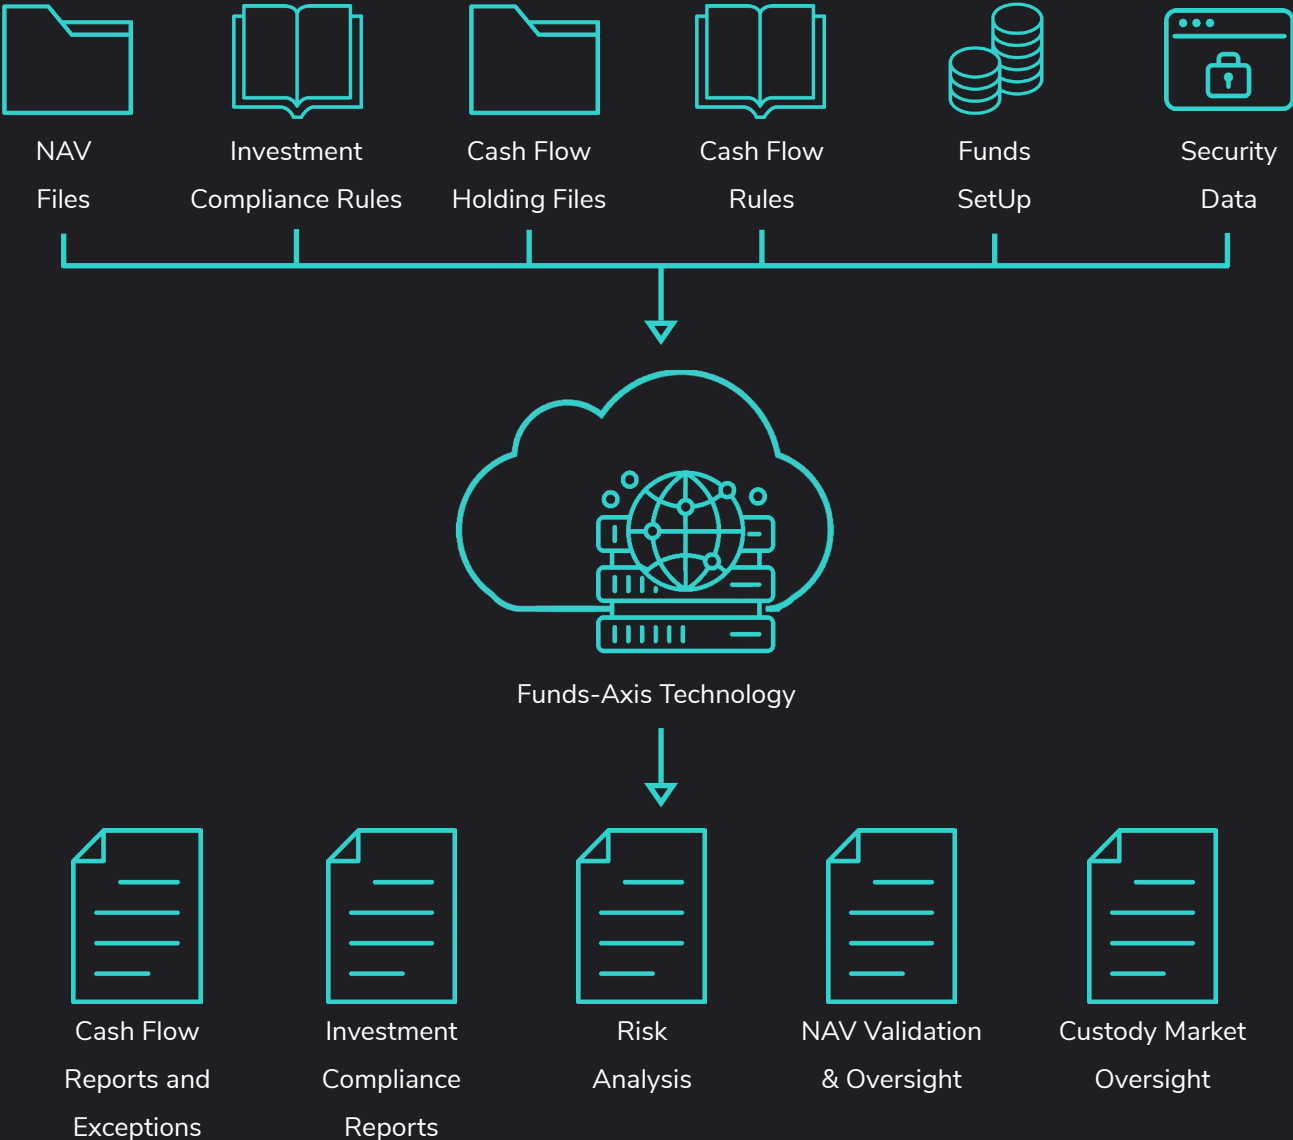 NAV
Files
Investment
Compliance Rules
Cash Flow
Holding Files
Cash Flow
Rules
Funds
SetUp
Security
Data
Funds-Axis Technology
Cash Flow
Reports and
Exceptions
Investment
Compliance
Reports
Risk
Analysis
NAV Validation
& Oversight
Custody Market
Oversight